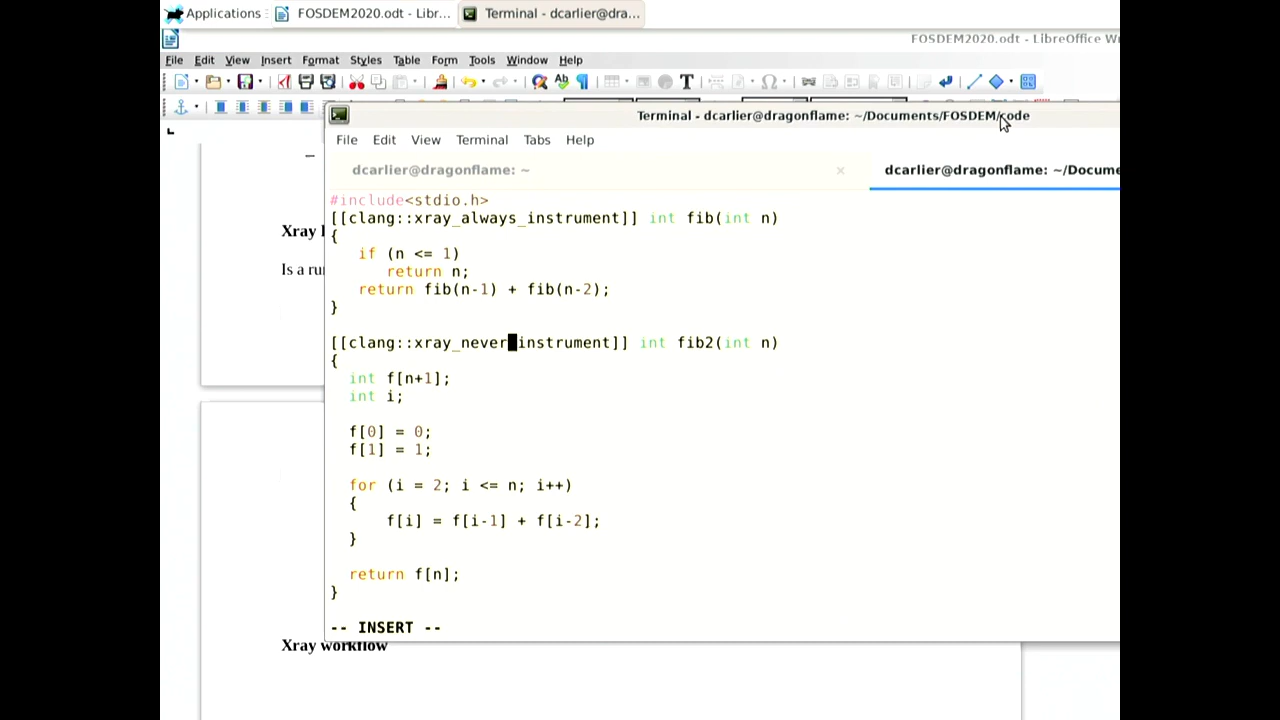 Applications
FOSDEM2020.odt - Libr...
Terminal - dcarlier@dra...
FOSDEM2020.odt - LibreOffice Wr
File Edit View Insert Format Styles Table Form Tools Window Help
Terminal - dcarlier@dragonflame: ~/Documents/FOSDEM/code
File Edit View Terminal Tabs Help
dcarlier@dragonflame: ~
dcarlier@dragonflame: ~/Docume
#include<stdio.h>
[[clang::xray_always_instrument]] int fib(int n)
{
if (n <= 1)
return n;
return fib(n-1) + fib(n-2);
}
[[clang::xray_never_instrument]] int fib2(int n)
{
int f[n+1];
int i;
f[0] = 0;
f[1] = 1;
for (i = 2; i <= n; i++)
{
f[i] = f[i-1] + f[i-2];
}
return f[n];
}
-- INSERT --
Xray
Is a
Xray workflow